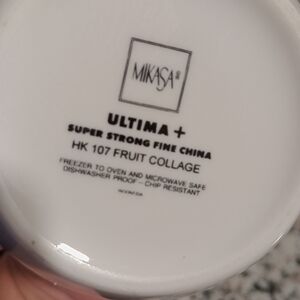 MIKASA®
ULTIMA +
SUPER STRONG FINE CHINA
HK 107 FRUIT COLLAGE
FREEZER TO OVEN AND MICROWAVE SAFE
DISHWASHER PROOF - CHIP RESISTANT